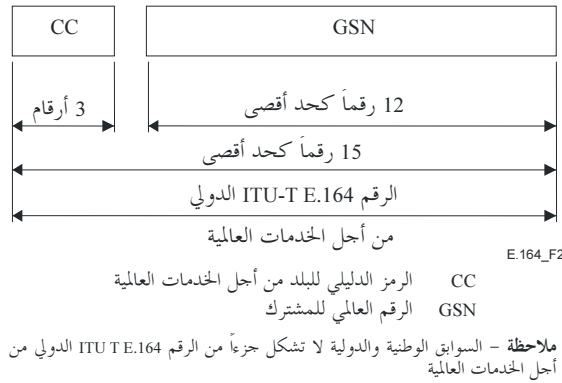 CC GSN
3 أرقام 12 رقماً كحد أقصى
15 رقماً كحد أقصى
الرقم ITU-T E.164 الدولي
من أجل الخدمات العالمية
E.164_F2
CC الرمز الدليلي للبلد من أجل الخدمات العالمية
GSN الرقم العالمي للمشترك
ملاحظة – السوابق الوطنية والدولية لا تشكل جزءاً من الرقم ITU T E.164 الدولي من
أجل الخدمات العالمية